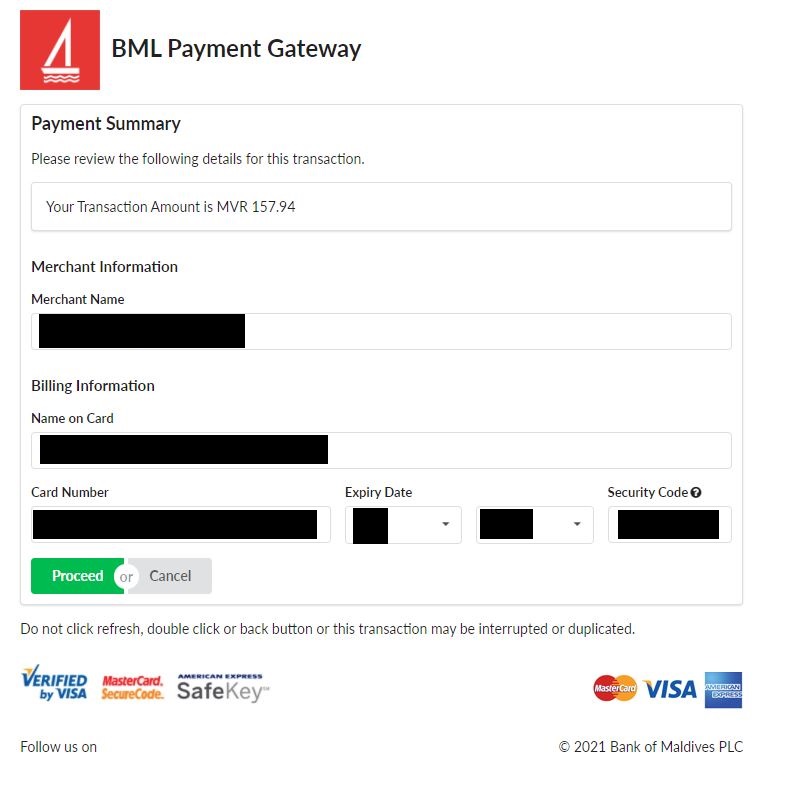 BML Payment Gateway
Payment Summary
Please review the following details for this transaction.
Your Transaction Amount is MVR 157.94
Merchant Information
Merchant Name
Billing Information
Name on Card
Card Number Expiry Date Security Code
Proceed or Cancel
Do not click refresh, double click or back button or this transaction may be interrupted or duplicated.
VERIFIED by VISA
MasterCard. SecureCode.
AMERICAN EXPRESS SafeKey℠
MasterCard VISA AMERICAN EXPRESS
Follow us on © 2021 Bank of Maldives PLC